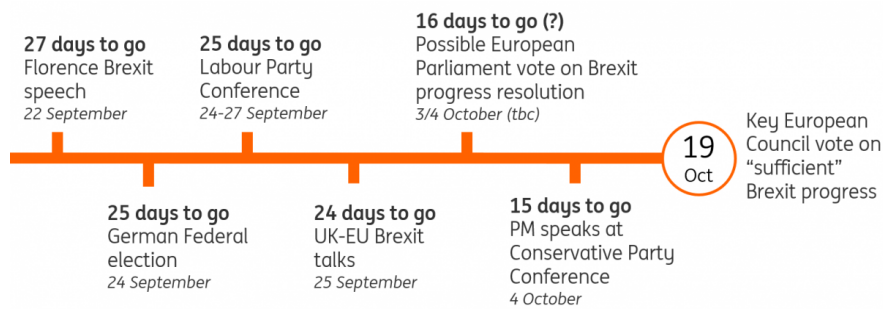 27 days to go
Florence Brexit
speech
22 September
25 days to go
Labour Party
Conference
24-27 September
16 days to go (?)
Possible European
Parliament vote on Brexit
progress resolution
3/4 October (tbc)
19
Oct
Key European
Council vote on
“sufficient”
Brexit progress
25 days to go
German Federal
election
24 September
24 days to go
UK-EU Brexit
talks
25 September
15 days to go
PM speaks at
Conservative Party
Conference
4 October